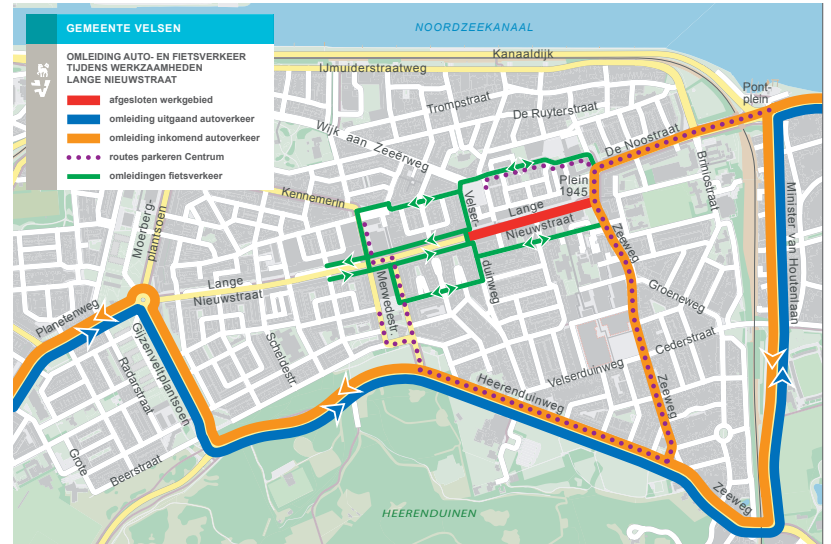 GEMEENTE VELSEN
OMLEIDING AUTO- EN FIETSVERKEER
TIJDENS WERKZAAMHEDEN
LANGE NIEUWSTRAAT
afgesloten werkgebied
omleiding uitgaand autoverkeer
omleiding inkomend autoverkeer
routes parkeren Centrum
omleidingen fietsverkeer
NOORDZEEKANAAL
Kanaaldijk
IJmuiderstraatweg
Pont-
plein
Trompstraat
De Ruyterstraat
De Noostraat
Wijk aan Zeeërweg
Briniostraat
Kennemerln
Plein
1945
Moerberg-
plantsoen
Velser-
duinweg
Lange
Nieuwstraat
Zeeweg
Minister van Houtenlaan
Lange
Nieuwstraat
Merwedestr.
Groeneweg
Planetenweg
Gijzenveltplantsoen
Scheldestr.
Cederstraat
Radarstraat
Velserduinweg
Heerenduinweg
Zeeweg
Grote
Beerstraat
Zeeweg
HEERENDUINEN